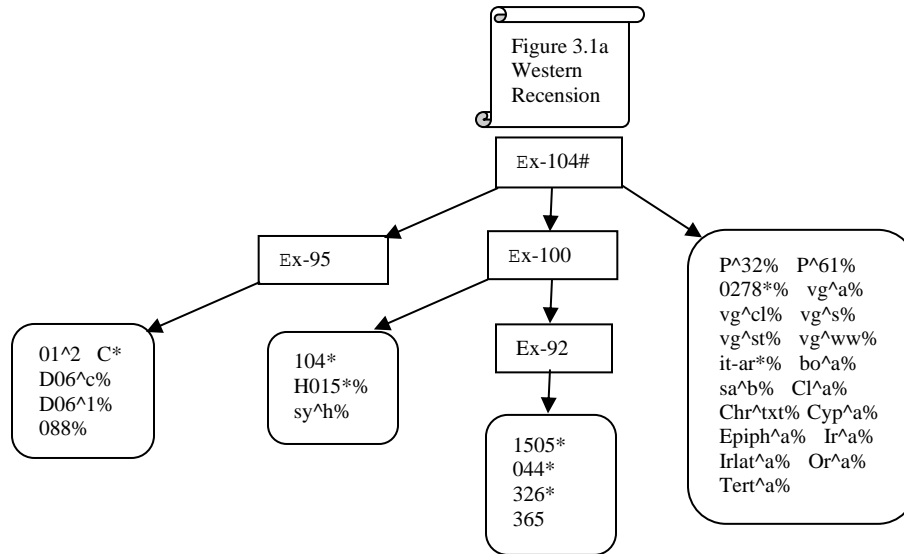 Figure 3.1a
Western
Recension
Ex-104#
Ex-95
Ex-100
Ex-92
01^2 C*
D06^c%
D06^1%
088%
104*
H015*%
sy^h%
1505*
044*
326*
365
P^32% P^61%
0278*% vg^a%
vg^cl% vg^s%
vg^st% vg^ww%
it-ar*% bo^a%
sa^b% Cl^a%
Chr^txt% Cyp^a%
Epiph^a% Ir^a%
Irlat^a% Or^a%
Tert^a%